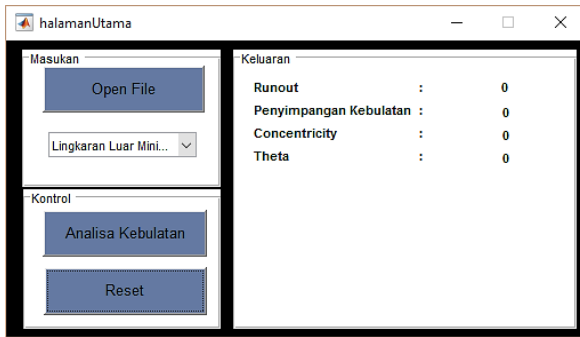 halamanUtama
Masukan
Open File
Lingkaran Luar Mini...
Kontrol
Analisa Kebulatan
Reset
Keluaran
Runout : 0
Penyimpangan Kebulatan : 0
Concentricity : 0
Theta : 0